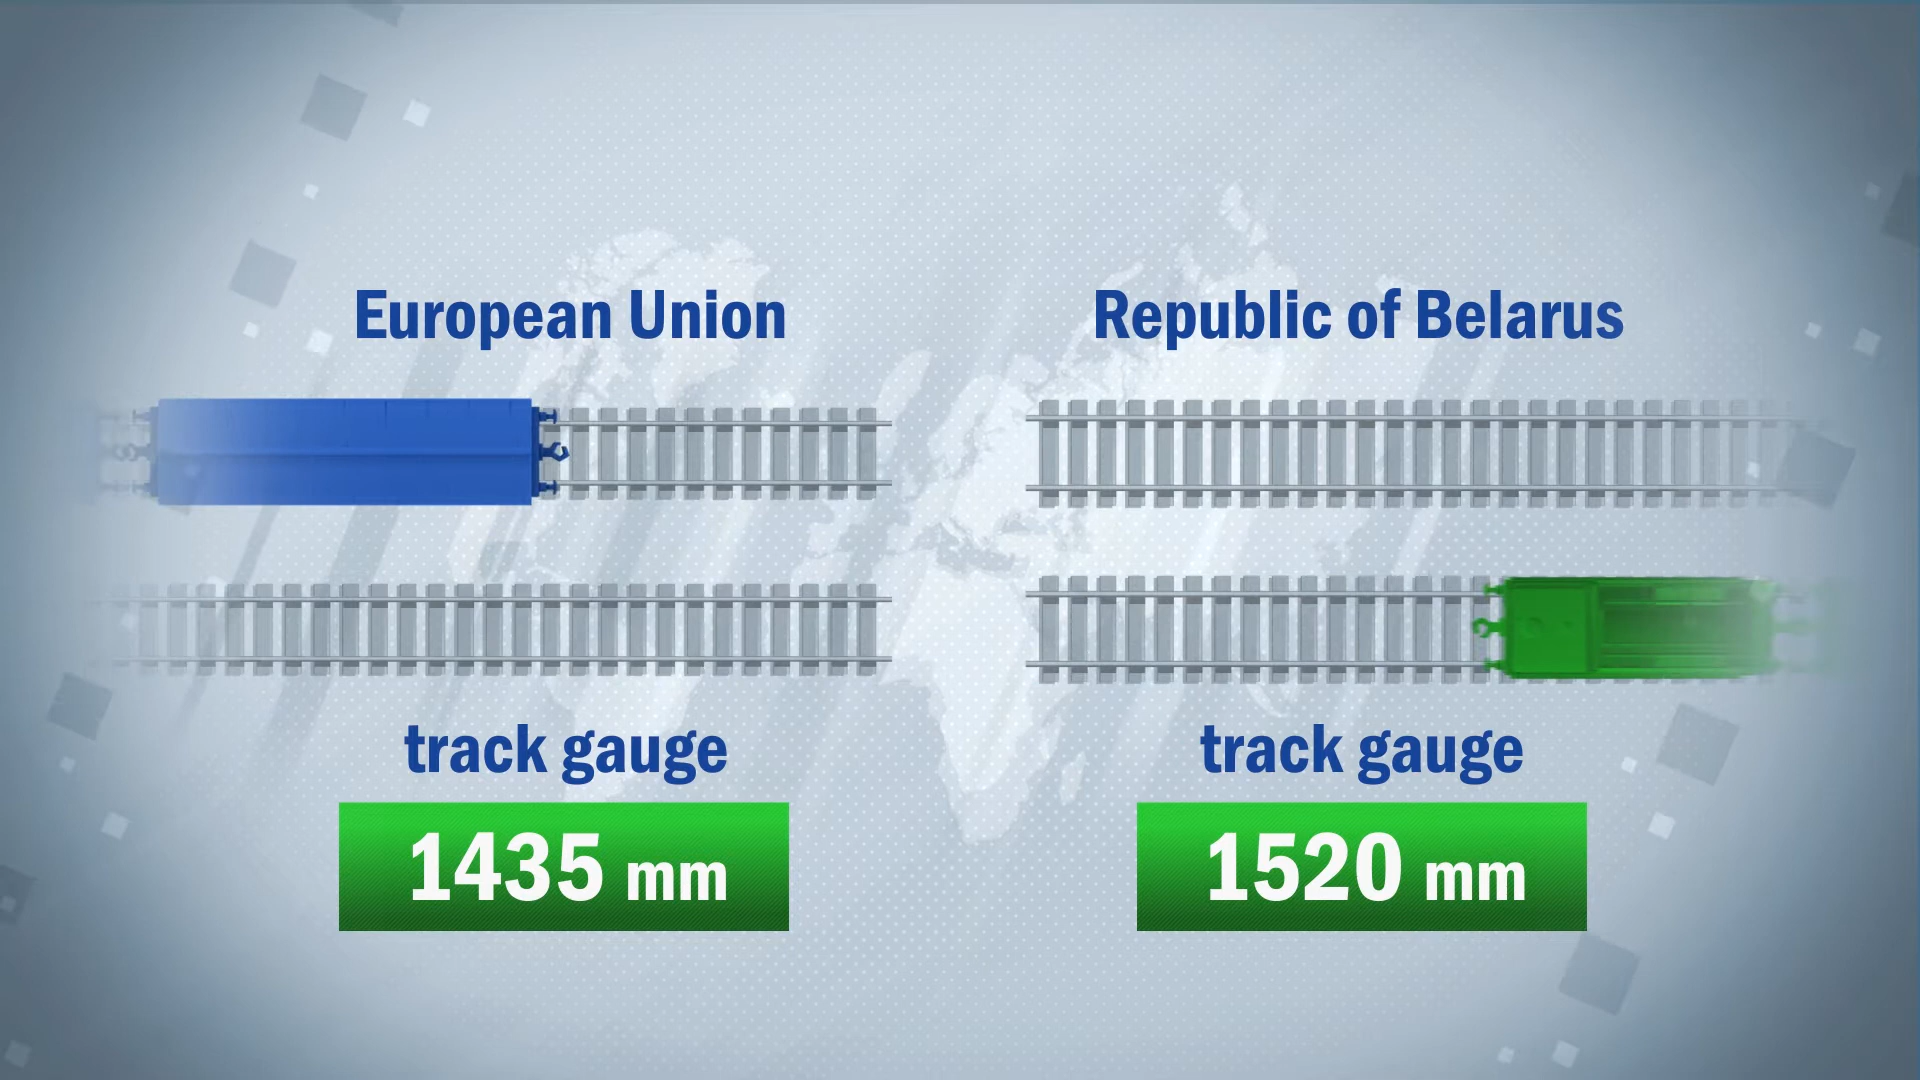 European Union
Republic of Belarus
track gauge
track gauge
1435 mm
1520 mm